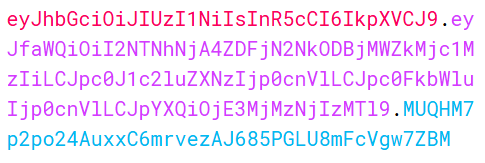 eyJhbGciOiJIUzI1NiIsInR5cCI6IkpXVCJ9.ey
JfaWQiOiI2NTNhNjA4ZDFjN2NkODBjMWZkMjc1M
zIiLCJpc0J1c2luZXNzIjp0cnVlLCJpc0FkbWlu
Ijp0cnVlLCJpYXQiOjE3MjMzNjIzMTl9.MUQHM7
p2po24AuxxC6mrvezAJ685PGLU8mFcVgw7ZBM